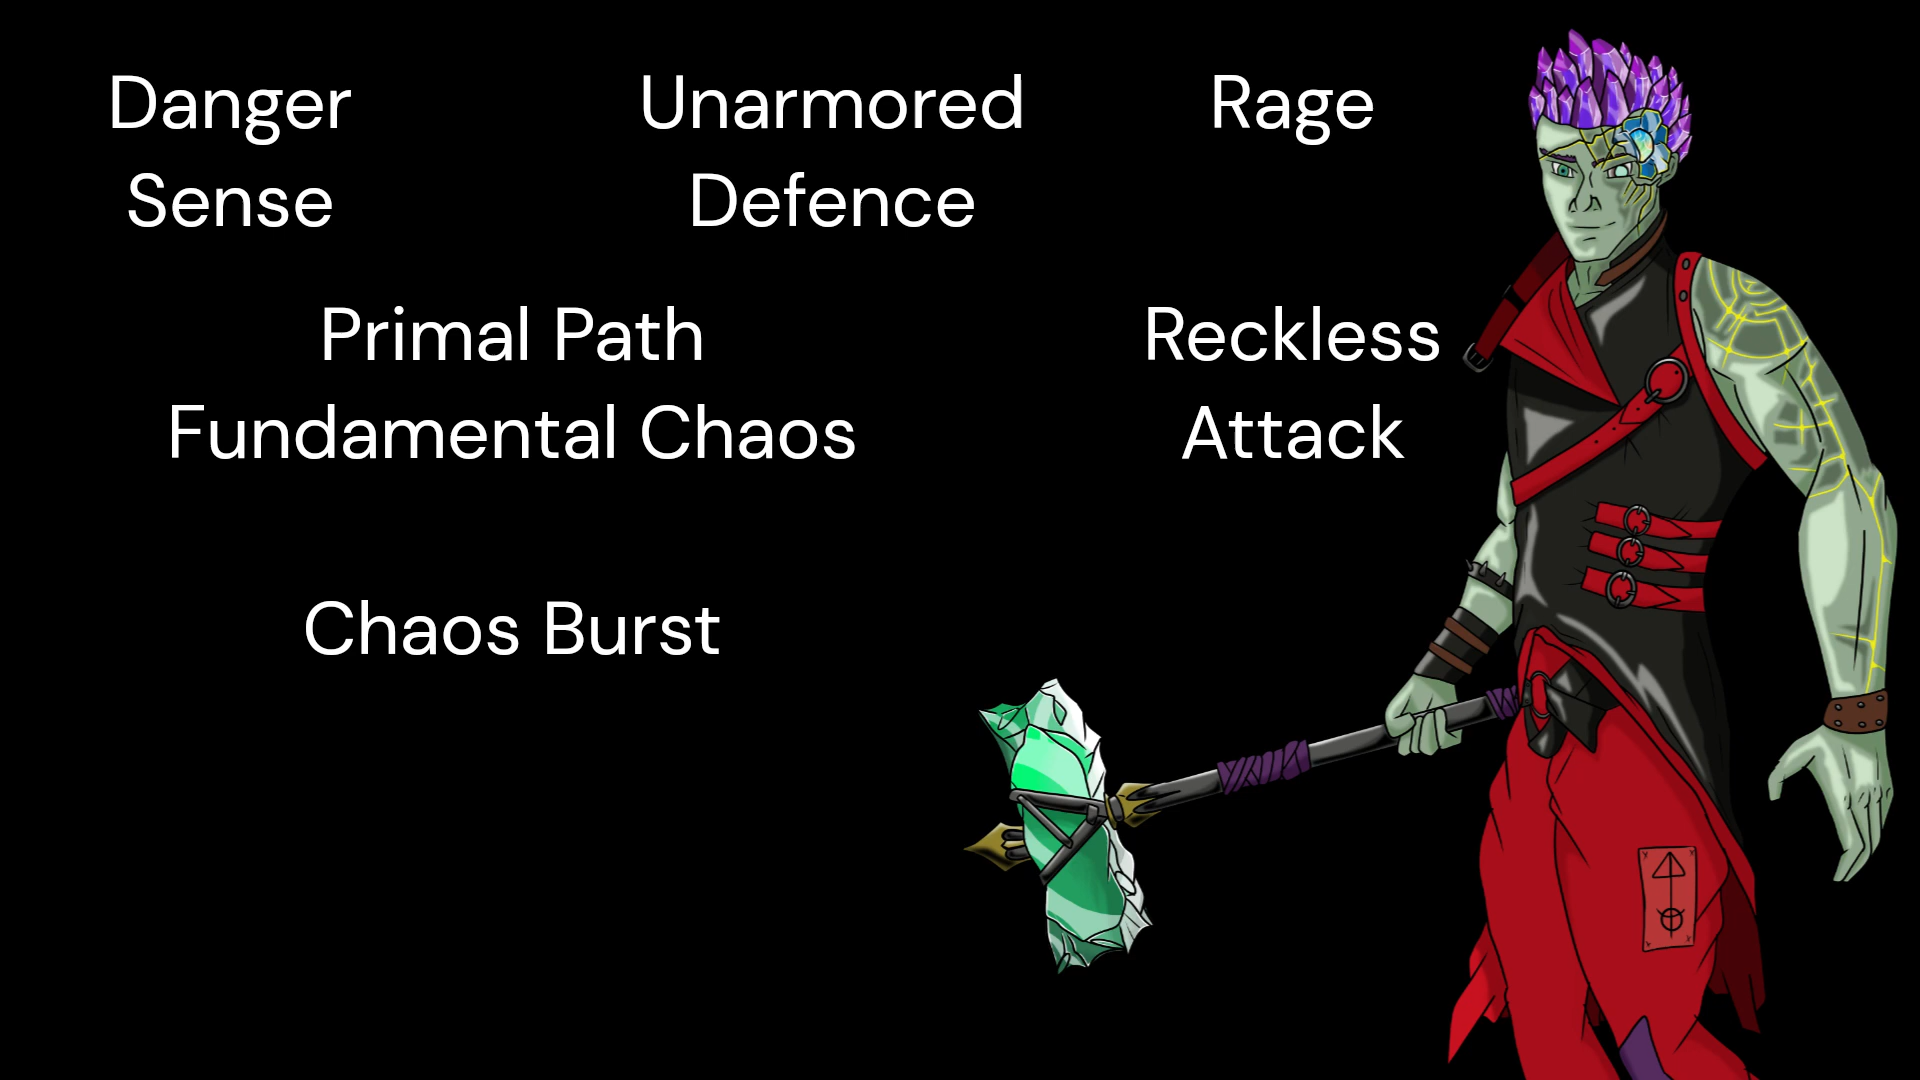 Danger
Sense
Unarmored
Defence
Rage
Primal Path
Fundamental Chaos
Reckless
Attack
Chaos Burst